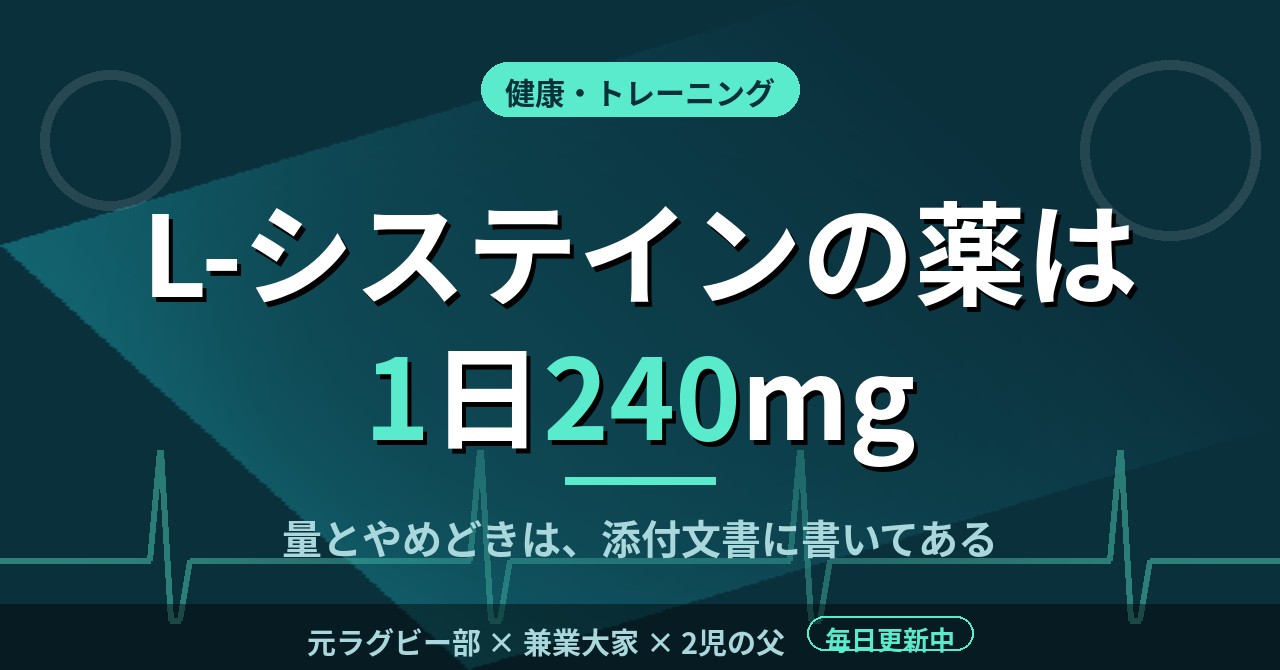 健康・トレーニング
L-システインの薬は
1日240mg
量とやめどきは、添付文書に書いてある
元ラグビー部 × 兼業大家 × 2児の父 毎日更新中